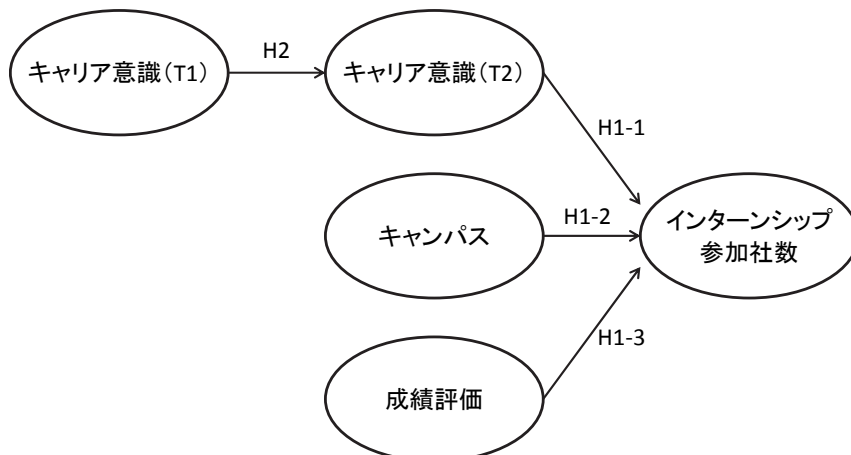 キャリア意識(T1)
H2
キャリア意識(T2)
H1-1
キャンパス
H1-2
インターンシップ
参加社数
H1-3
成績評価